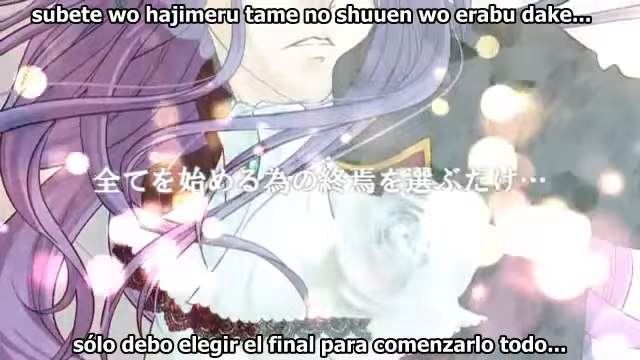 subete wo hajimeru tame no shuuen wo erabu dake...
全てを始める為の終焉を選ぶだけ…
sólo debo elegir el final para comenzarlo todo...